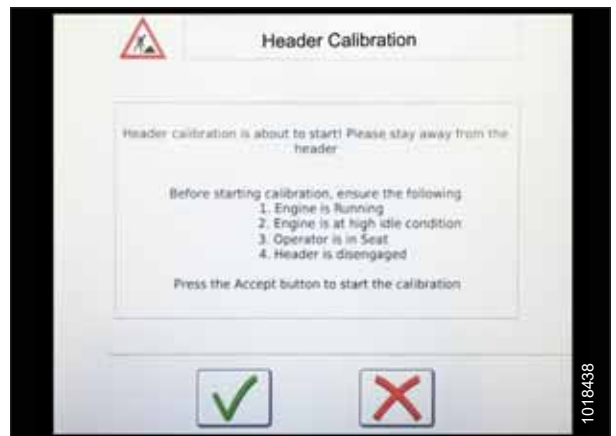 Header Calibration
Header calibration is about to start! Please stay away from the
header
Before starting calibration, ensure the following
1. Engine is Running
2. Engine is at high idle condition
3. Operator is in Seat
4. Header is disengaged
Press the Accept button to start the calibration
1018438